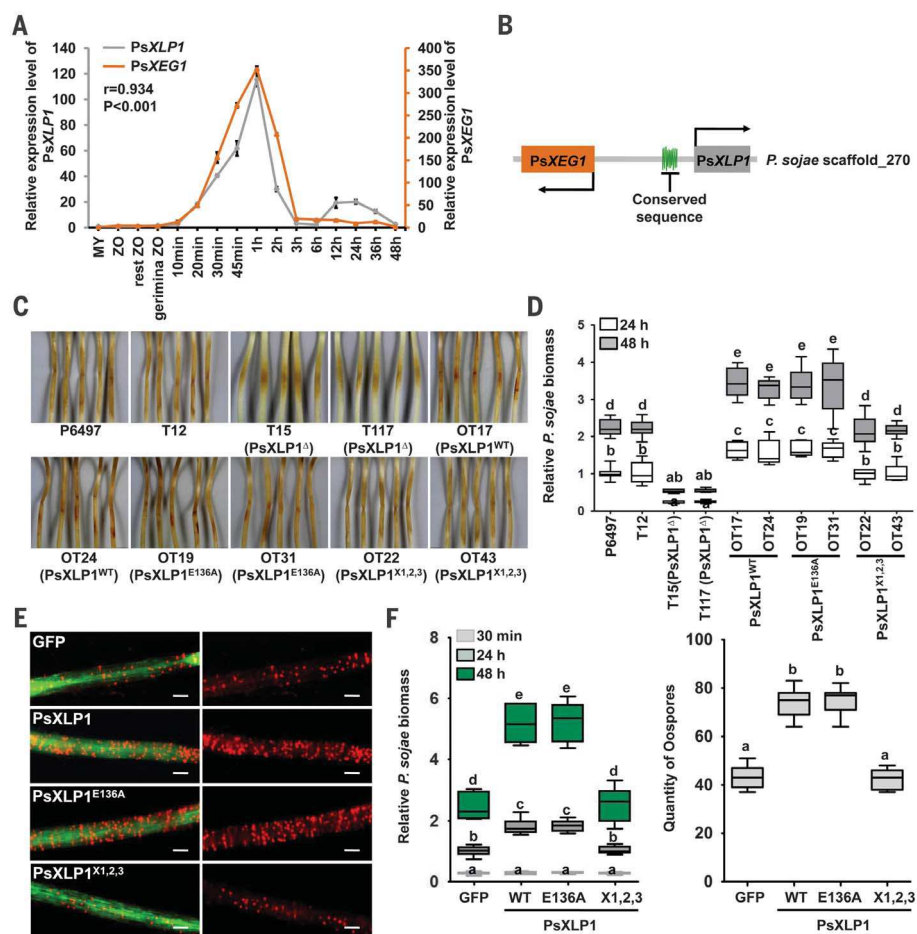 A
Relative expression level of PsXLP1
140
120
100
80
60
40
20
0
PsXLP1
PsXEG1
r=0.934
P<0.001
400
350
300
250
200
150
100
50
0
Relative expression level of PsXEG1
MY
ZO
rest ZO
gerimina ZO
10min
20min
30min
45min
1h
2h
3h
6h
12h
24h
36h
48h
B
PsXEG1
PsXLP1
P. sojae scaffold_270
Conserved
sequence
C
P6497 T12 T15 T117 OT17
(PsXLP1Δ) (PsXLP1Δ) (PsXLP1WT)
OT24 OT19 OT31 OT22 OT43
(PsXLP1WT) (PsXLP1E136A) (PsXLP1E136A) (PsXLP1X1,2,3) (PsXLP1X1,2,3)
D
Relative P. sojae biomass
5
4
3
2
1
0
24 h
48 h
d d e e e e d d
b b c c c c b b
ab ab
a a
P6497
T12
T15(PsXLP1Δ)
T117 (PsXLP1Δ)
OT17
OT24
OT19
OT31
OT22
OT43
PsXLP1WT
PsXLP1E136A
PsXLP1X1,2,3
E
GFP
PsXLP1
PsXLP1E136A
PsXLP1X1,2,3
F
Relative P. sojae biomass
8
6
4
2
0
30 min
24 h
48 h
d e e d
b c c b
a a a a
GFP WT E136A X1,2,3
PsXLP1
Quantity of Oospores
100
80
60
40
20
0
a b b a
GFP WT E136A X1,2,3
PsXLP1